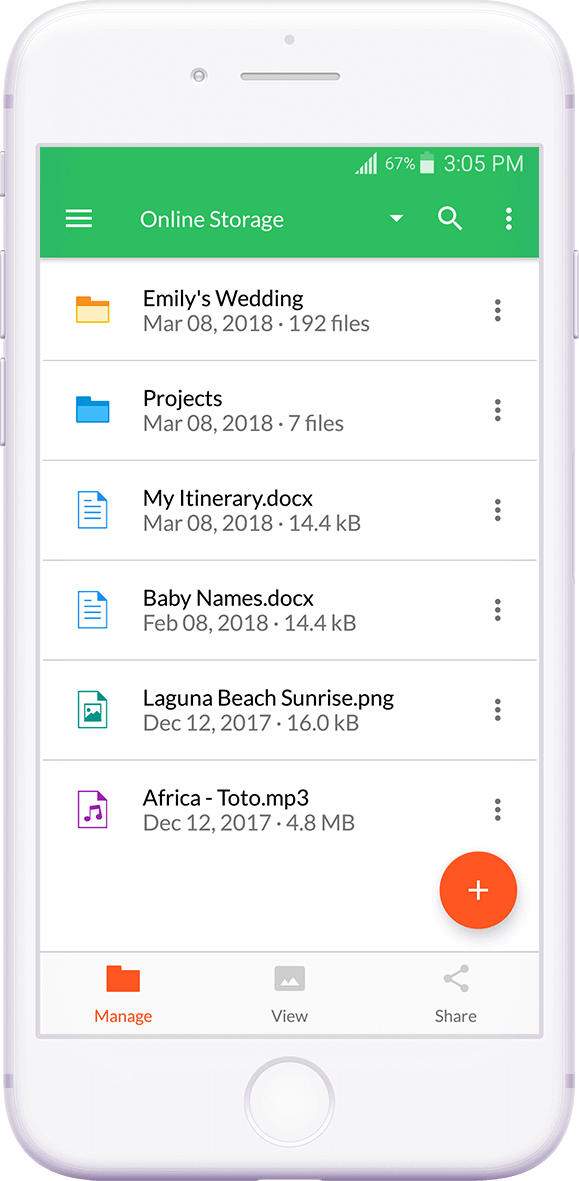 67% 3:05 PM
Online Storage
Emily's Wedding
Mar 08, 2018 · 192 files
Projects
Mar 08, 2018 · 7 files
My Itinerary.docx
Mar 08, 2018 · 14.4 kB
Baby Names.docx
Feb 08, 2018 · 14.4 kB
Laguna Beach Sunrise.png
Dec 12, 2017 · 16.0 kB
Africa - Toto.mp3
Dec 12, 2017 · 4.8 MB
+
Manage View Share